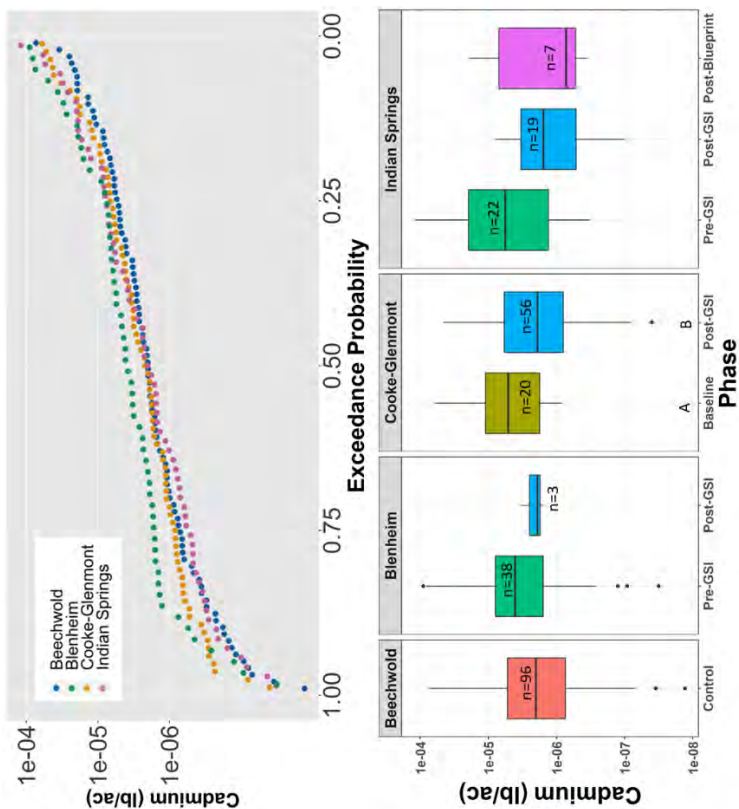 1e-04
1e-05
1e-06
Cadmium (lb/ac)
Beechwold
Blenheim
Cooke-Glenmont
Indian Springs
1.00
0.75
0.50
0.25
0.00
Exceedance Probability
Beechwold
Blenheim
Cooke-Glenmont
Indian Springs
1e-04
1e-05
1e-06
1e-07
1e-08
Cadmium (lb/ac)
n=96
n=38
n=3
n=20
n=56
n=22
n=19
n=7
A
B
Control
Pre-GSI
Post-GSI
Baseline
Post-GSI
Pre-GSI
Post-GSI
Post-Blueprint
Phase